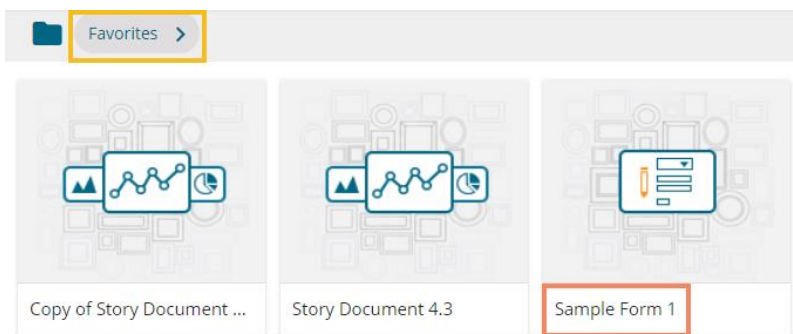 Favorites
Copy of Story Document ...
Story Document 4.3
Sample Form 1